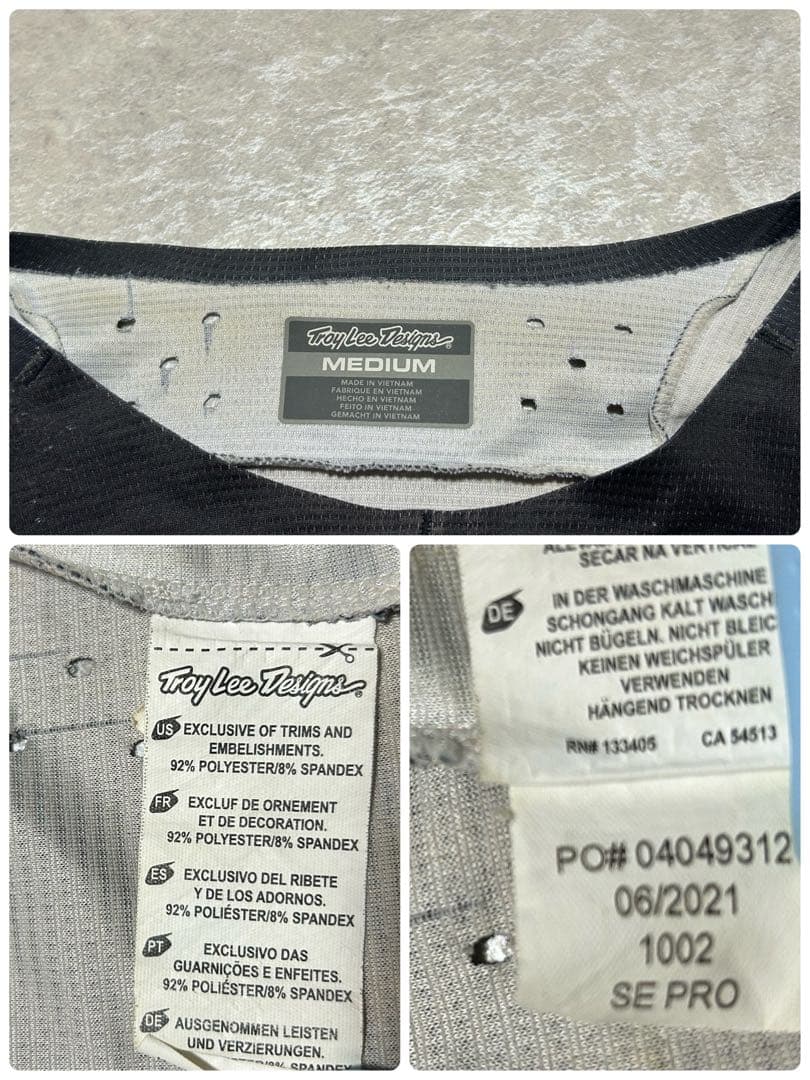 Troy Lee Designs
MEDIUM
MADE IN VIETNAM
FABRIQUE EN VIETNAM
HECHO EN VIETNAM
FEITO IN VIETNAM
GEMACHT IN VIETNAM
Troy Lee Designs®
US EXCLUSIVE OF TRIMS AND
EMBELISHMENTS.
92% POLYESTER/8% SPANDEX
FR EXCLUF DE ORNEMENT
ET DE DECORATION.
92% POLYESTER/8% SPANDEX
ES EXCLUSIVO DEL RIBETE
Y DE LOS ADORNOS.
92% POLIÉSTER/8% SPANDEX
PT EXCLUSIVO DAS
GUARNIÇÕES E ENFEITES.
92% POLIÉSTER/8% SPANDEX
DE AUSGENOMMEN LEISTEN
UND VERZIERUNGEN.
SECAR NA VERTICAL
DE IN DER WASCHMASCHINE
SCHONGANG KALT WASCH
NICHT BÜGELN. NICHT BLEIC
KEINEN WEICHSPÜLER
VERWENDEN
HÄNGEND TROCKNEN
RN# 133405 CA 54513
PO# 04049312
06/2021
1002
SE PRO